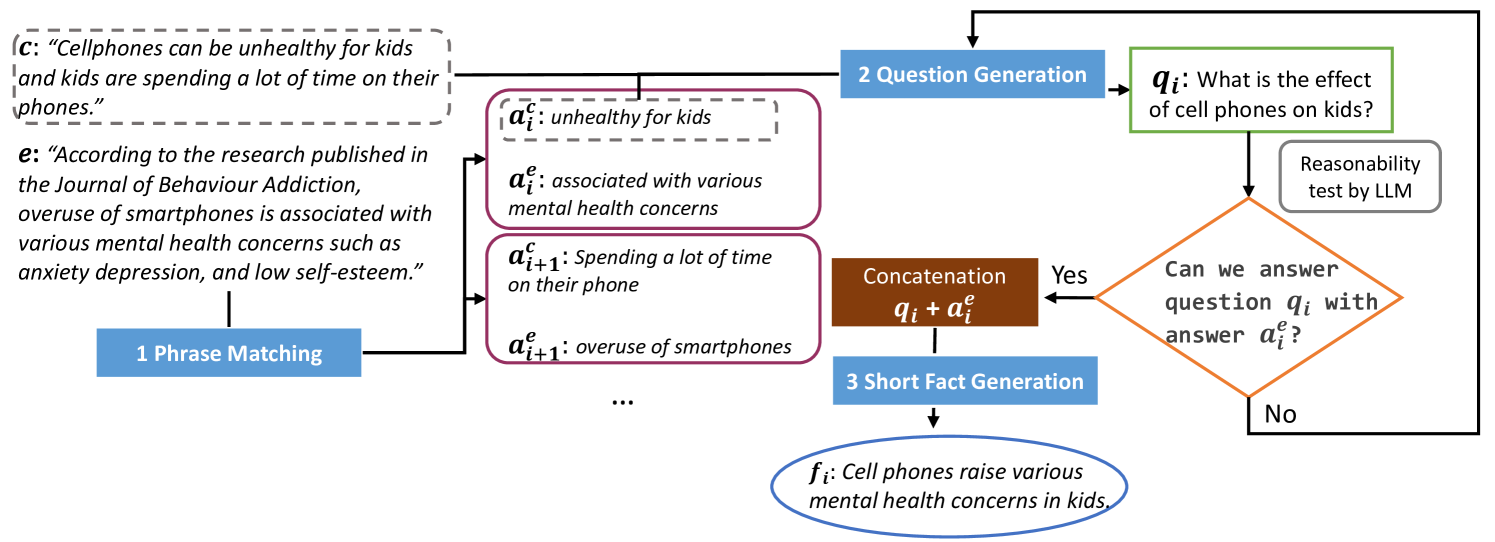 c: “Cellphones can be unhealthy for kids
and kids are spending a lot of time on their
phones.”
e: “According to the research published in
the Journal of Behaviour Addiction,
overuse of smartphones is associated with
various mental health concerns such as
anxiety depression, and low self-esteem.”
1 Phrase Matching
a_i^c: unhealthy for kids
a_i^e: associated with various
mental health concerns
a_{i+1}^c: Spending a lot of time
on their phone
a_{i+1}^e: overuse of smartphones
...
2 Question Generation
q_i: What is the effect
of cell phones on kids?
Reasonability
test by LLM
Can we answer
question q_i with
answer a_i^e?
Yes
No
Concatenation
q_i + a_i^e
3 Short Fact Generation
f_i: Cell phones raise various
mental health concerns in kids.